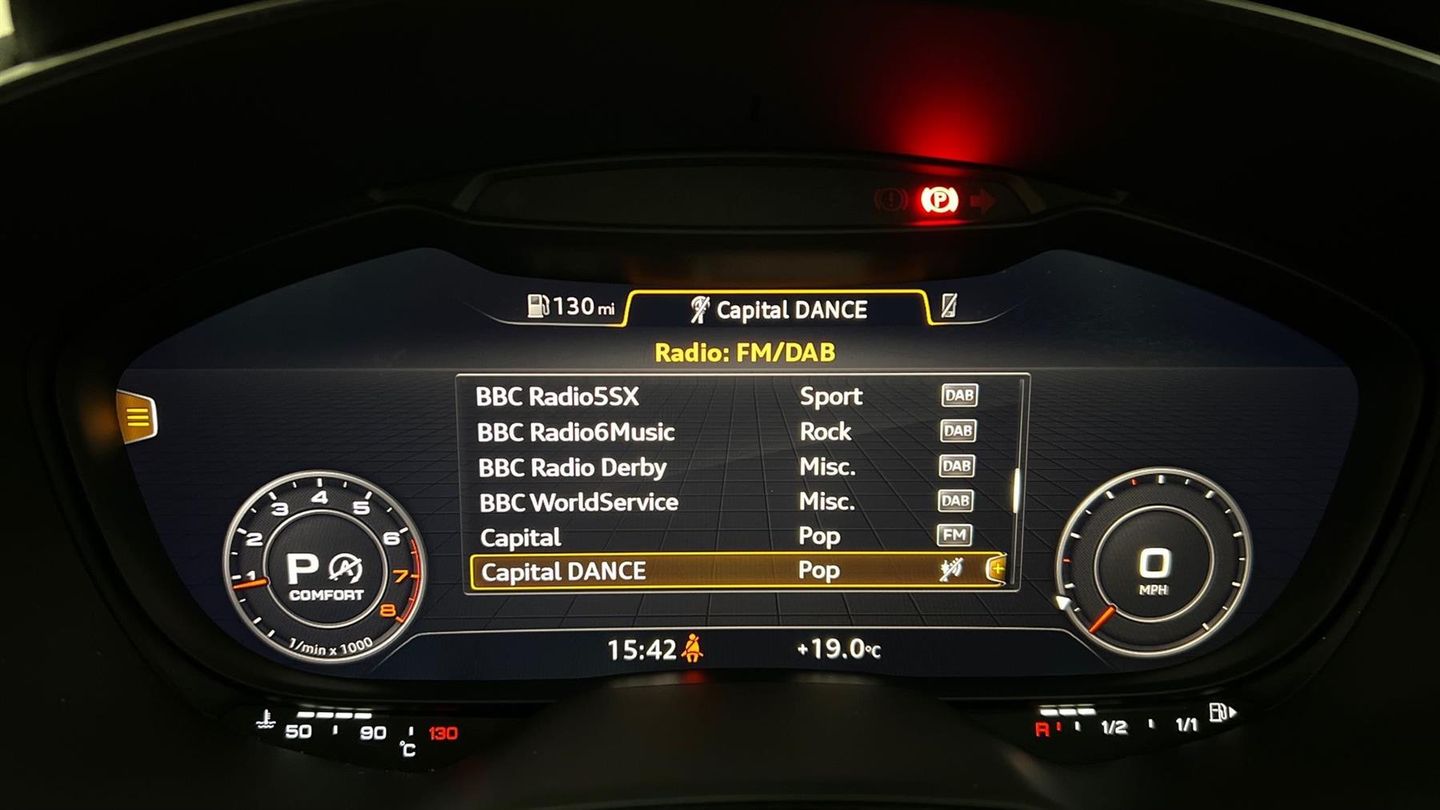 P
130 mi
Capital DANCE
Radio: FM/DAB
BBC Radio5SX Sport DAB
BBC Radio6Music Rock DAB
BBC Radio Derby Misc. DAB
BBC WorldService Misc. DAB
Capital Pop FM
Capital DANCE Pop +
1 2 3 4 5 6 7 8
P A
COMFORT
1/min x 1000
0
MPH
15:42 +19.0°C
50 90 130
°C
R 1/2 1/1